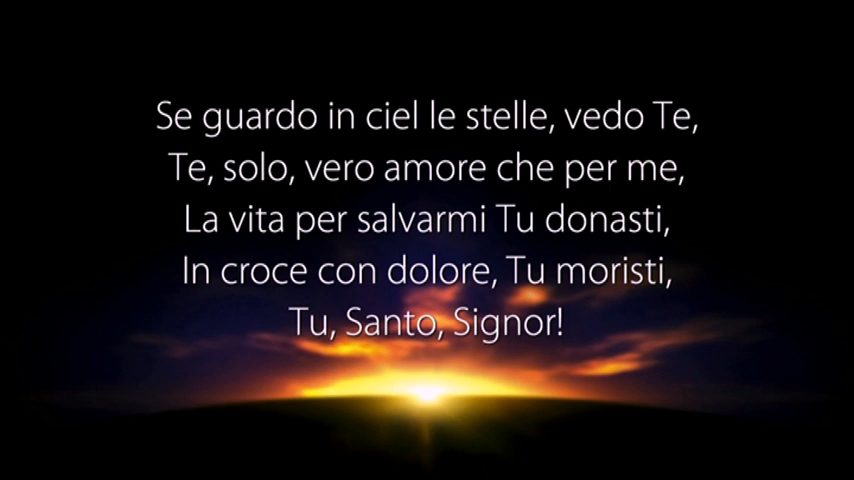 Se guardo in ciel le stelle, vedo Te,
Te, solo, vero amore che per me,
La vita per salvarmi Tu donasti,
In croce con dolore, Tu moristi,
Tu, Santo, Signor!